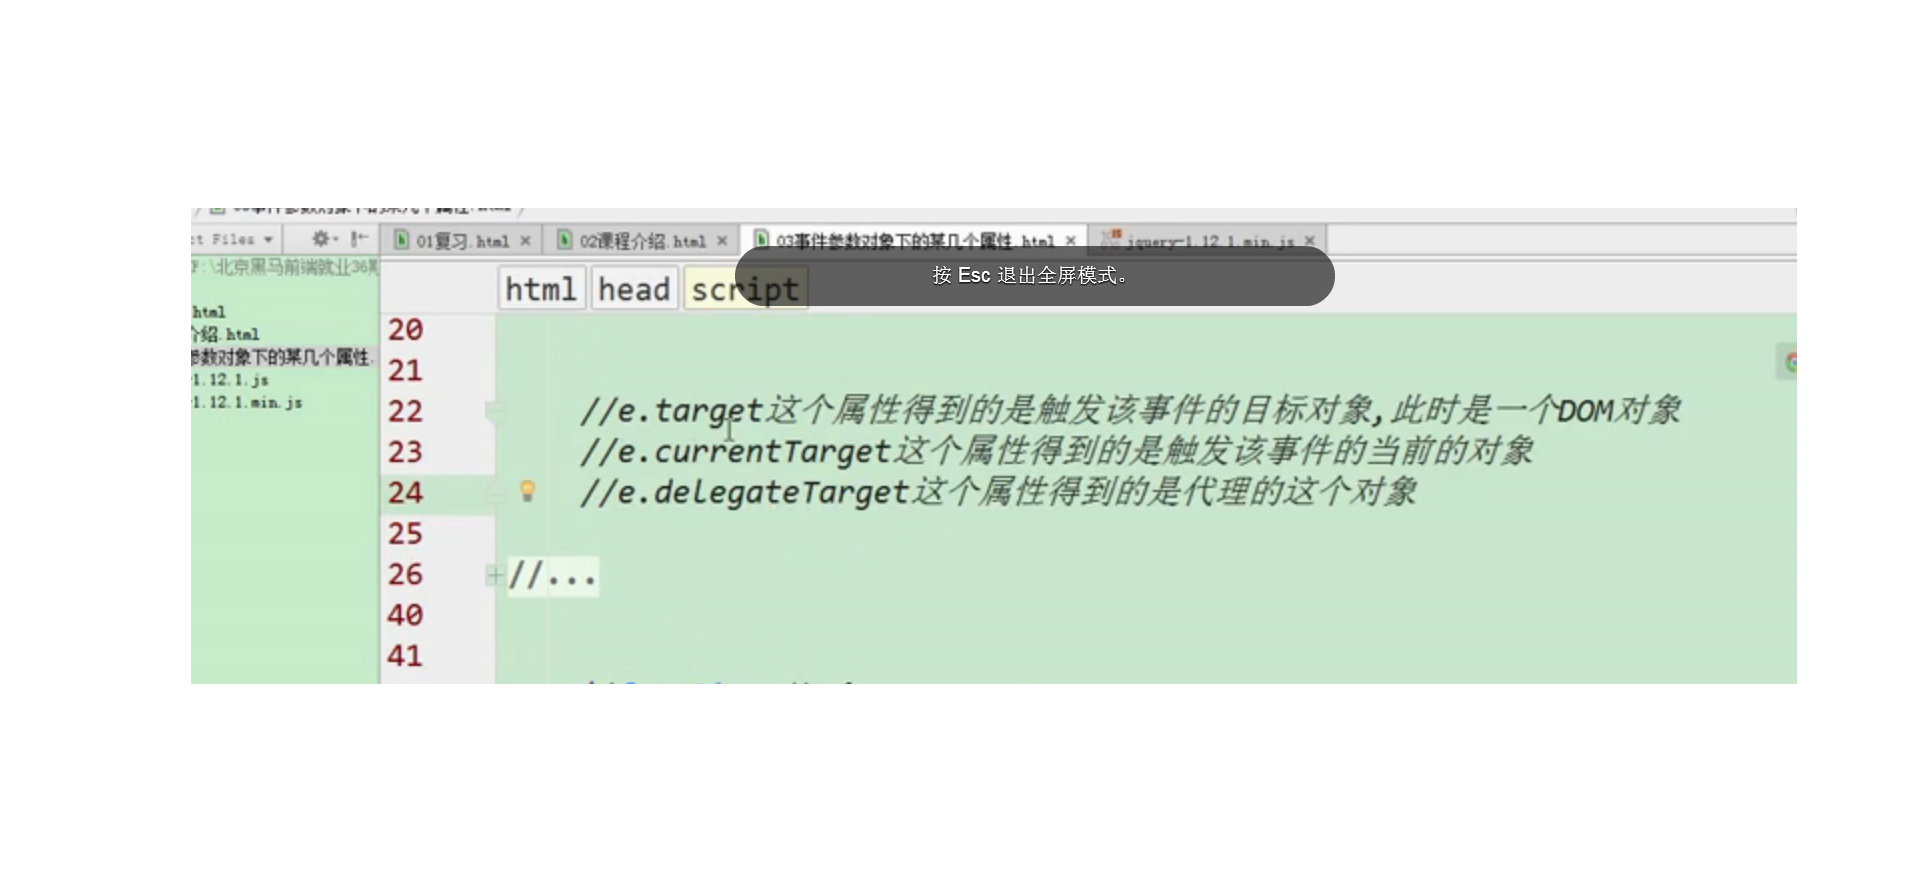 ct Files
01复习.html
02课程介绍.html
03事件参数对象下的某几个属性.html
jquery-1.12.1.min.js
F:\北京黑马前端就业36期
按 Esc 退出全屏模式。
html head script
html
介绍.html
参数对象下的某几个属性.
1.12.1.js
1.12.1.min.js
20
21
22 //e.target这个属性得到的是触发该事件的目标对象,此时是一个DOM对象
23 //e.currentTarget这个属性得到的是触发该事件的当前的对象
24 //e.delegateTarget这个属性得到的是代理的这个对象
25
26 //...
40
41